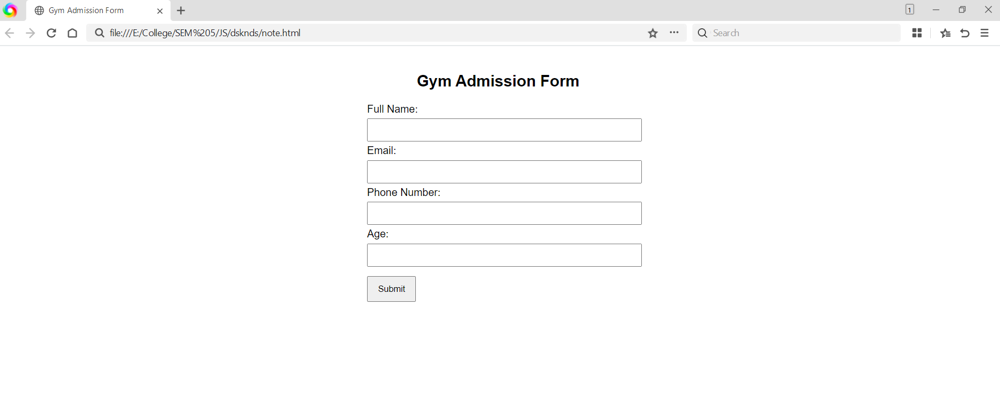 Gym Admission Form
1
file:///E:/College/SEM%205/JS/dsknds/note.html
Search
Gym Admission Form
Full Name:
Email:
Phone Number:
Age:
Submit